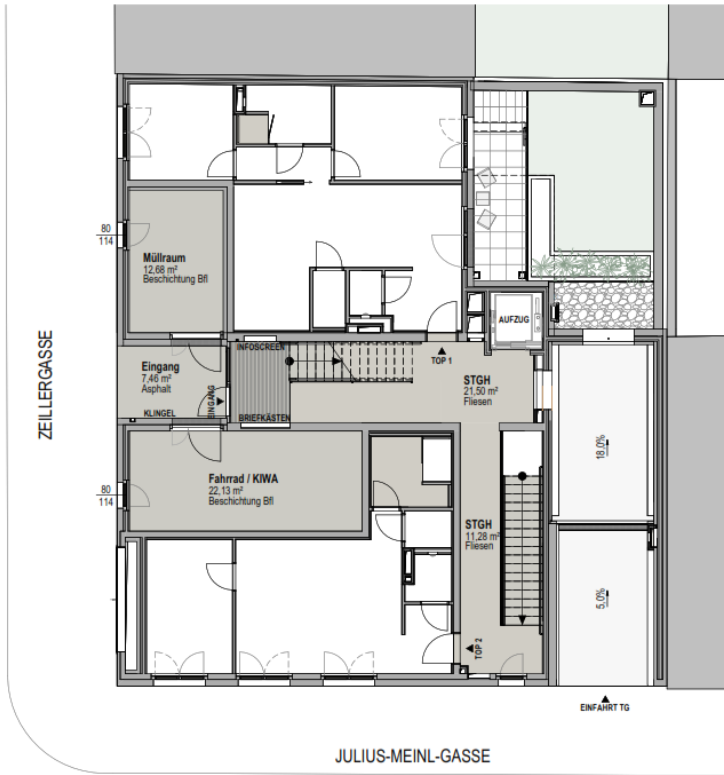 80
114
Müllraum
12,68 m²
Beschichtung Bfl
AUFZUG
INFOSCREEN
TOP 1
ZEILLERGASSE
Eingang
7,46 m²
Asphalt
KLINGEL
EINGANG
BRIEFKÄSTEN
STGH
21,50 m²
Fliesen
18,0%
80
114
Fahrrad / KIWA
22,13 m²
Beschichtung Bfl
STGH
11,28 m²
Fliesen
5,0%
TOP 2
EINFAHRT TG
JULIUS-MEINL-GASSE